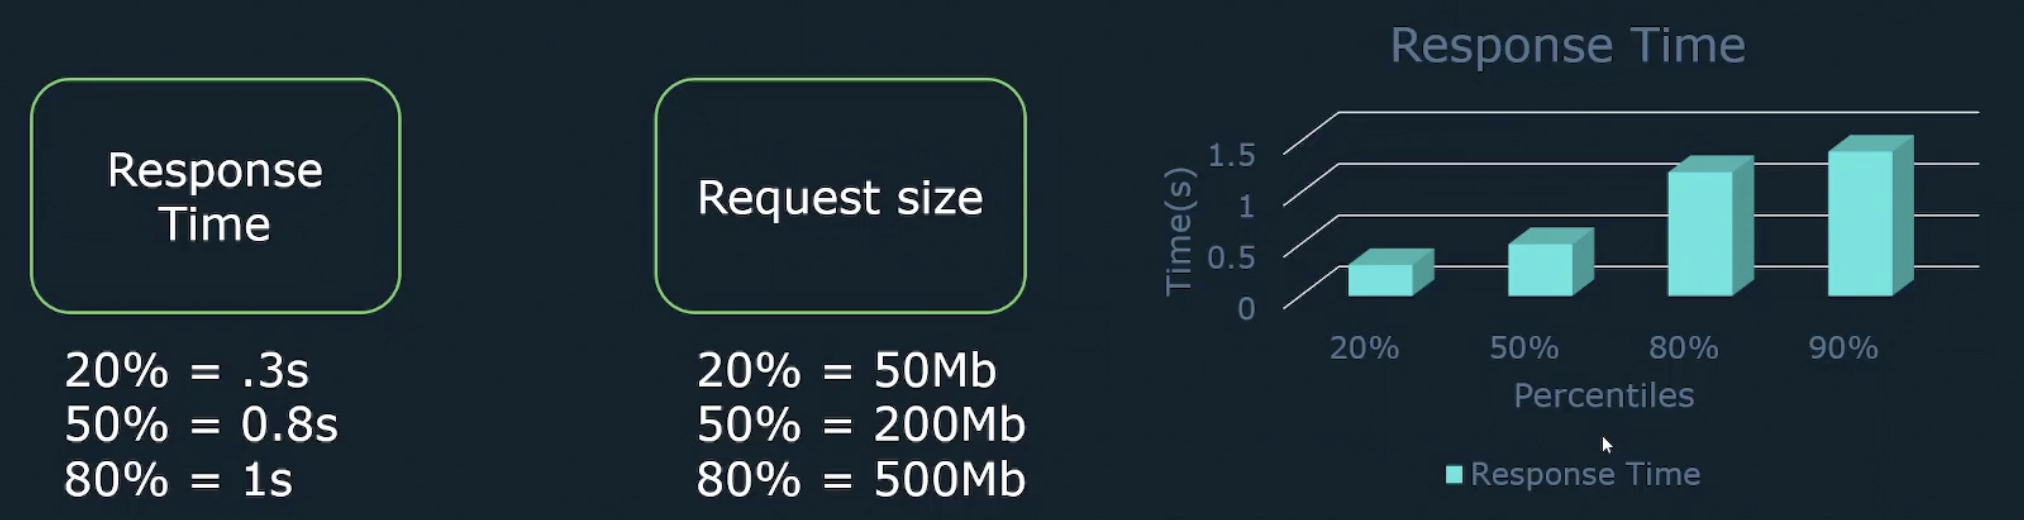 Response
Time
20% = .3s
50% = 0.8s
80% = 1s
Request size
20% = 50Mb
50% = 200Mb
80% = 500Mb
Response Time
Time(s)
1.5
1
0.5
0
20% 50% 80% 90%
Percentiles
Response Time